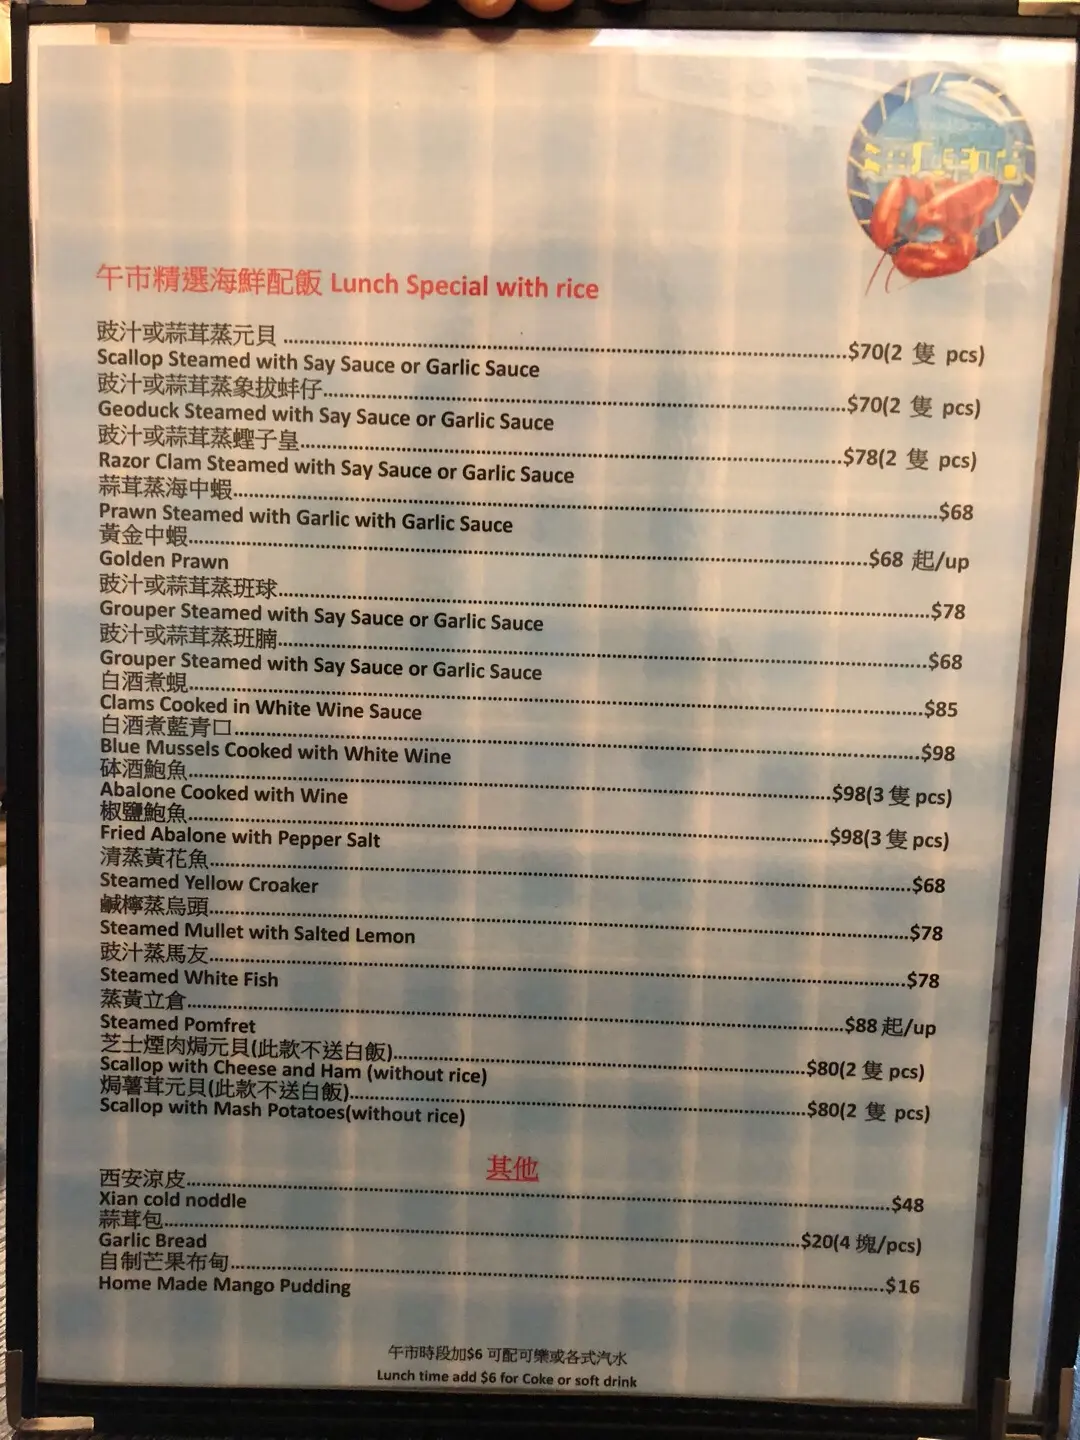 午市精選海鮮配飯 Lunch Special with rice
豉汁或蒜茸蒸元貝 ........................$70(2 隻 pcs)
Scallop Steamed with Say Sauce or Garlic Sauce
豉汁或蒜茸蒸象拔蚌仔........................$70(2 隻 pcs)
Geoduck Steamed with Say Sauce or Garlic Sauce
豉汁或蒜茸蒸蟶子皇........................$78(2 隻 pcs)
Razor Clam Steamed with Say Sauce or Garlic Sauce
蒜茸蒸海中蝦........................$68
Prawn Steamed with Garlic with Garlic Sauce
黃金中蝦........................$68 起/up
Golden Prawn
豉汁或蒜茸蒸班球........................$78
Grouper Steamed with Say Sauce or Garlic Sauce
豉汁或蒜茸蒸班腩........................$68
Grouper Steamed with Say Sauce or Garlic Sauce
白酒煮蜆........................$85
Clams Cooked in White Wine Sauce
白酒煮藍青口........................$98
Blue Mussels Cooked with White Wine
砵酒鮑魚........................$98(3 隻 pcs)
Abalone Cooked with Wine
椒鹽鮑魚........................$98(3 隻 pcs)
Fried Abalone with Pepper Salt
清蒸黃花魚........................$68
Steamed Yellow Croaker
鹹檸蒸烏頭........................$78
Steamed Mullet with Salted Lemon
豉汁蒸馬友........................$78
Steamed White Fish
蒸黃立倉........................$88 起/up
Steamed Pomfret
芝士煙肉焗元貝(此款不送白飯)........................$80(2 隻 pcs)
Scallop with Cheese and Ham (without rice)
焗薯茸元貝(此款不送白飯)........................$80(2 隻 pcs)
Scallop with Mash Potatoes(without rice)
其他
西安涼皮........................$48
Xian cold noddle
蒜茸包........................$20(4 塊/pcs)
Garlic Bread
自制芒果布甸........................$16
Home Made Mango Pudding
午市時段加$6 可配可樂或各式汽水
Lunch time add $6 for Coke or soft drink